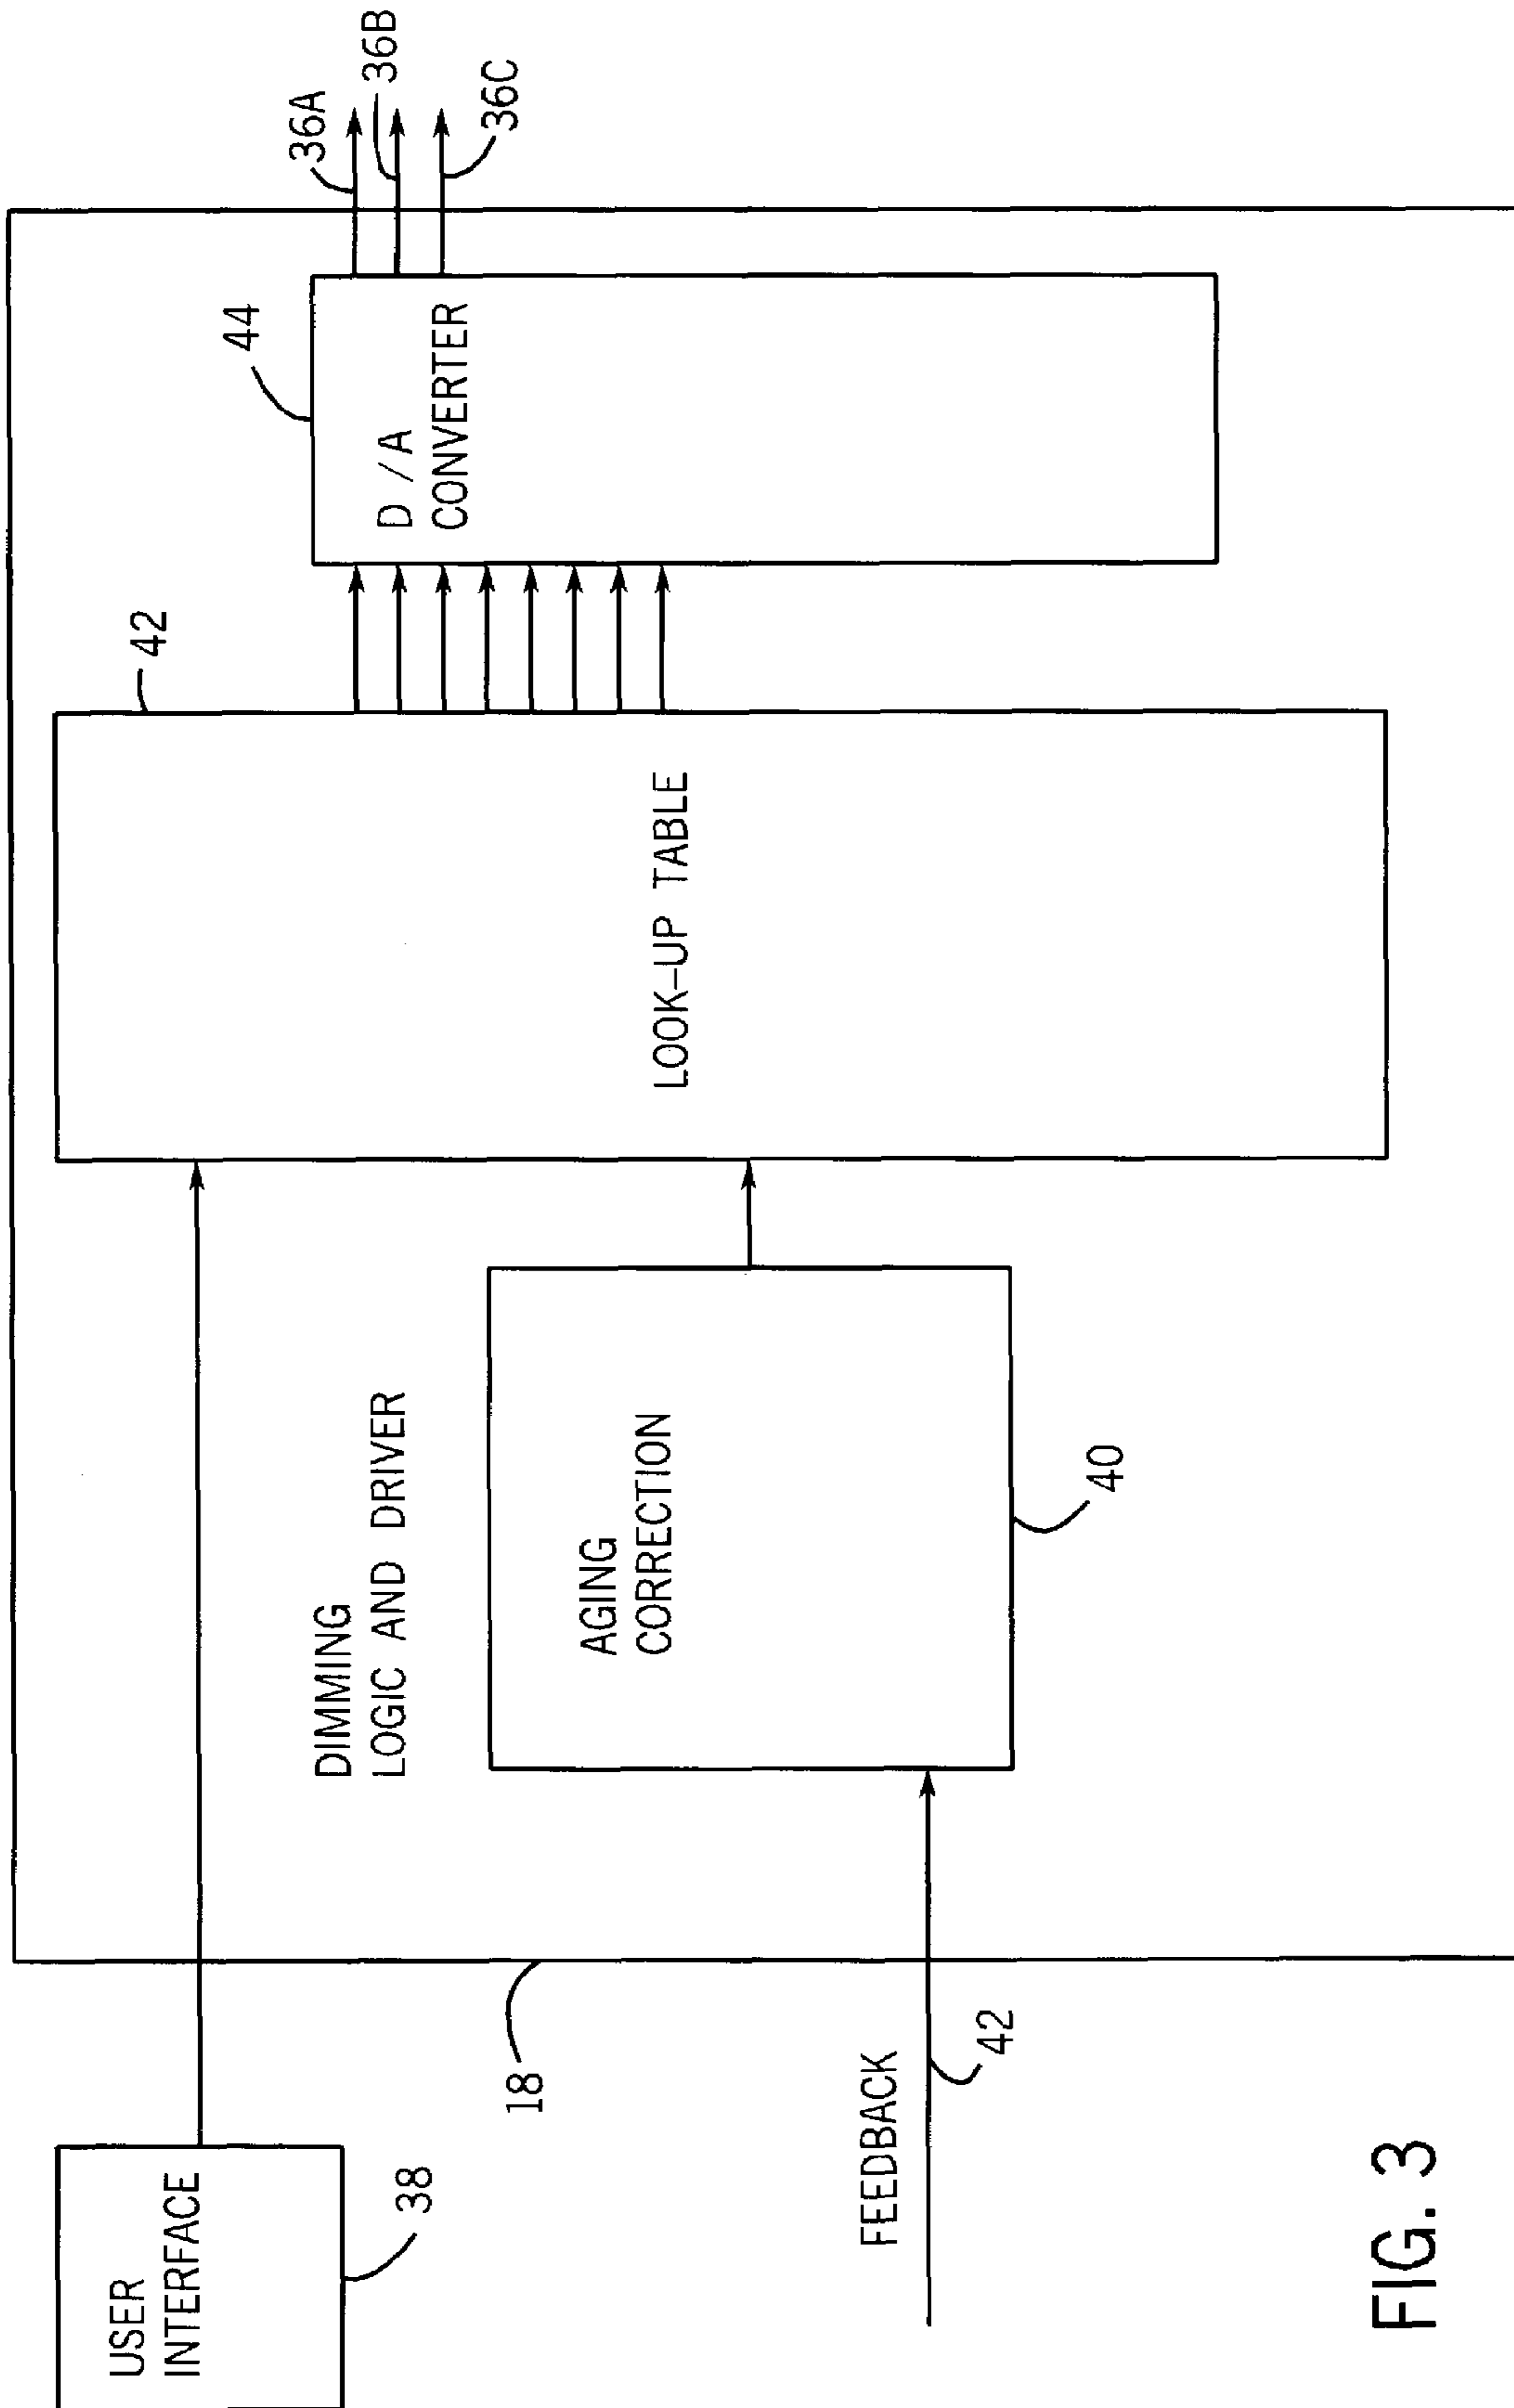 USER
INTERFACE
38
18
FEEDBACK
42
DIMMING
LOGIC AND DRIVER
AGING
CORRECTION
40
LOOK-UP TABLE
42
D/A
CONVERTER
44
36A
36B
36C
FIG. 3